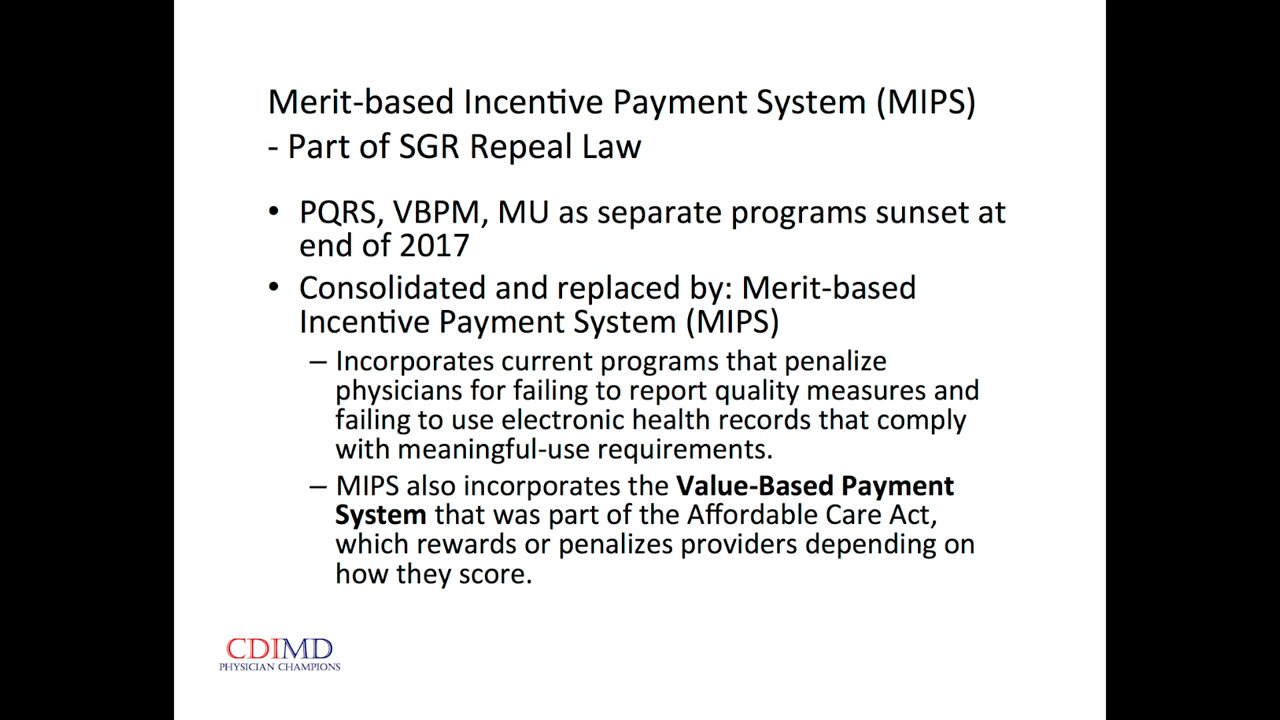 Merit-based Incentive Payment System (MIPS)
- Part of SGR Repeal Law
• PQRS, VBPM, MU as separate programs sunset at
end of 2017
• Consolidated and replaced by: Merit-based
Incentive Payment System (MIPS)
– Incorporates current programs that penalize
physicians for failing to report quality measures and
failing to use electronic health records that comply
with meaningful-use requirements.
– MIPS also incorporates the Value-Based Payment
System that was part of the Affordable Care Act,
which rewards or penalizes providers depending on
how they score.
CDIMD
PHYSICIAN CHAMPIONS